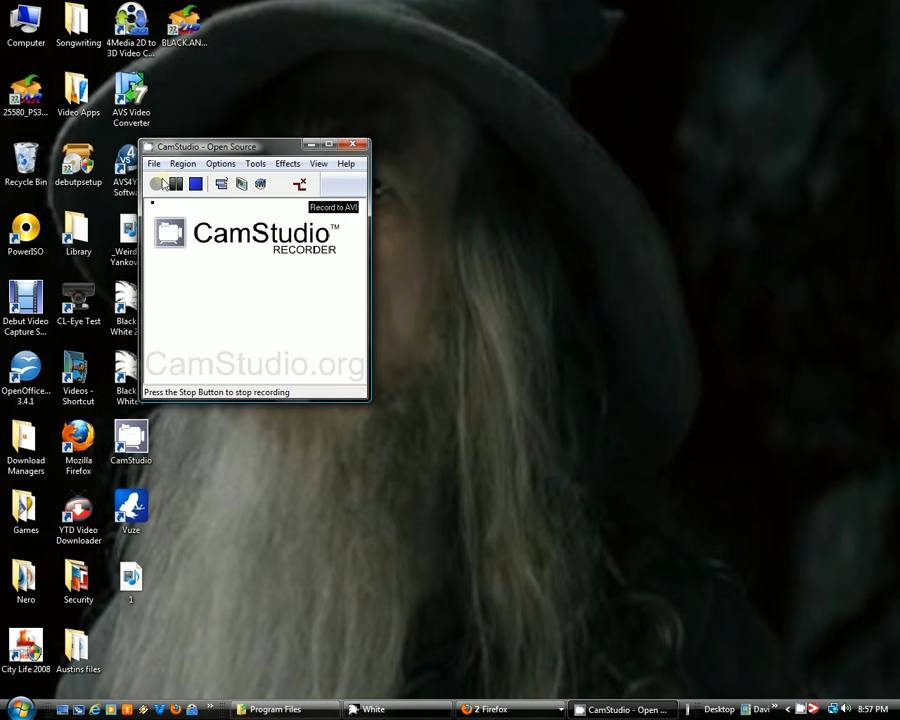 Computer
Songwriting
4Media 2D to
3D Video C...
BLACK.AN...
25580_PS3...
Video Apps
AVS Video
Converter
CamStudio - Open Source
File Region Options Tools Effects View Help
Recycle Bin
debutpsetup
AVS4Y
Softwa
Record to AVI
CamStudio™
RECORDER
PowerISO
Library
_Weird
Yankov
Debut Video
Capture S...
CL-Eye Test
Black
White 2
CamStudio.org
Press the Stop Button to stop recording
OpenOffice...
3.4.1
Videos -
Shortcut
Black
White
Download
Managers
Mozilla
Firefox
CamStudio
Games
YTD Video
Downloader
Vuze
Nero
Security
1
City Life 2008
Austins files
Program Files
White
2 Firefox
CamStudio - Open ...
Desktop
Davi
8:57 PM